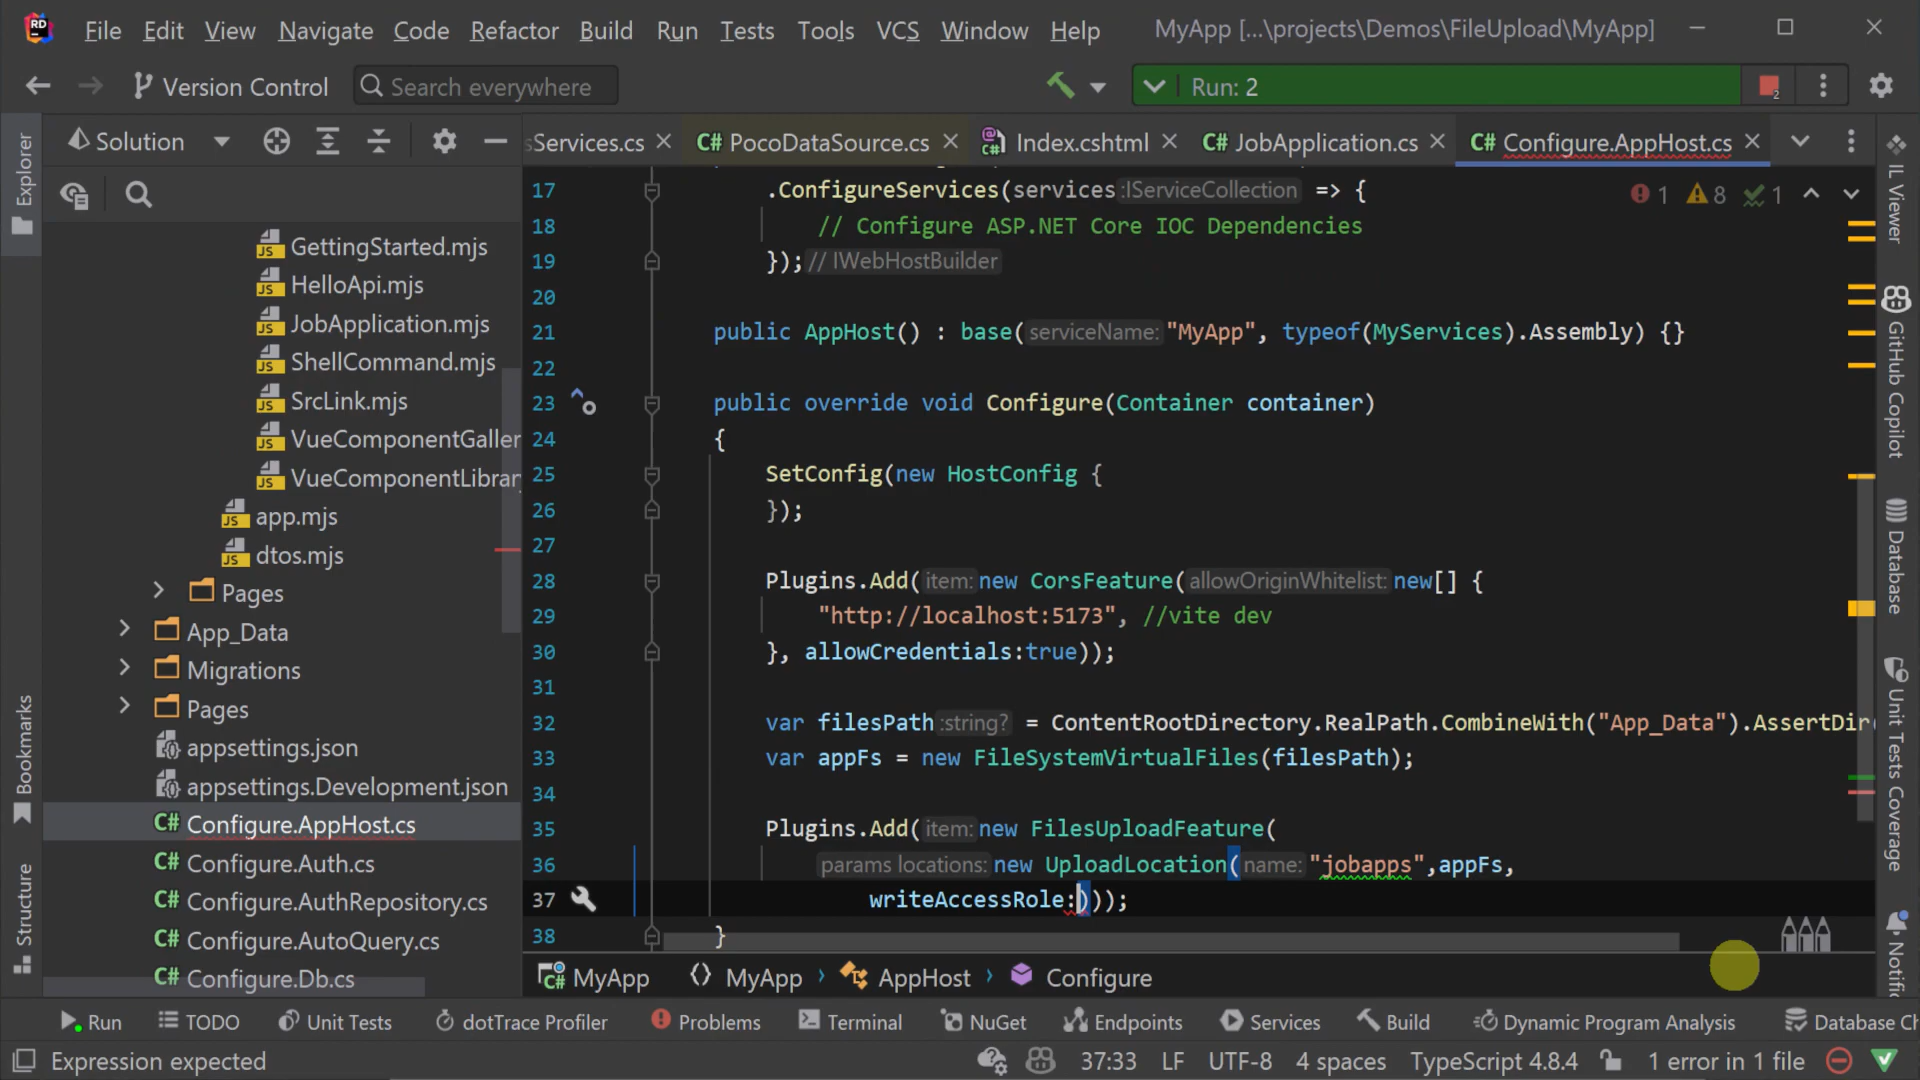 File Edit View Navigate Code Refactor Build Run Tests Tools VCS Window Help MyApp [...\projects\Demos\FileUpload\MyApp]
Version Control Search everywhere Run: 2 2
Solution sServices.cs PocoDataSource.cs Index.cshtml JobApplication.cs Configure.AppHost.cs
Explorer
Bookmarks
Structure
GettingStarted.mjs
HelloApi.mjs
JobApplication.mjs
ShellCommand.mjs
SrcLink.mjs
VueComponentGaller
VueComponentLibrar
app.mjs
dtos.mjs
Pages
App_Data
Migrations
Pages
appsettings.json
appsettings.Development.json
C# Configure.AppHost.cs
C# Configure.Auth.cs
C# Configure.AuthRepository.cs
C# Configure.AutoQuery.cs
C# Configure.Db.cs
1 8 1
17 .ConfigureServices(services :IServiceCollection => {
18 // Configure ASP.NET Core IOC Dependencies
19 }); // IWebHostBuilder
20
21 public AppHost() : base( serviceName: "MyApp", typeof(MyServices).Assembly) {}
22
23 public override void Configure(Container container)
24 {
25 SetConfig(new HostConfig {
26 });
27
28 Plugins.Add( item: new CorsFeature( allowOriginWhitelist: new[] {
29 "http://localhost:5173", //vite dev
30 }, allowCredentials:true));
31
32 var filesPath :string? = ContentRootDirectory.RealPath.CombineWith("App_Data").AssertDir
33 var appFs = new FileSystemVirtualFiles(filesPath);
34
35 Plugins.Add( item: new FilesUploadFeature(
36 params locations: new UploadLocation( name: "jobapps",appFs,
37 writeAccessRole:)));
38 }
IL Viewer
GitHub Copilot
Database
Unit Tests Coverage
Notifi
MyApp MyApp AppHost Configure
Run TODO Unit Tests dotTrace Profiler Problems Terminal NuGet Endpoints Services Build Dynamic Program Analysis Database Ch
Expression expected 37:33 LF UTF-8 4 spaces TypeScript 4.8.4 1 error in 1 file